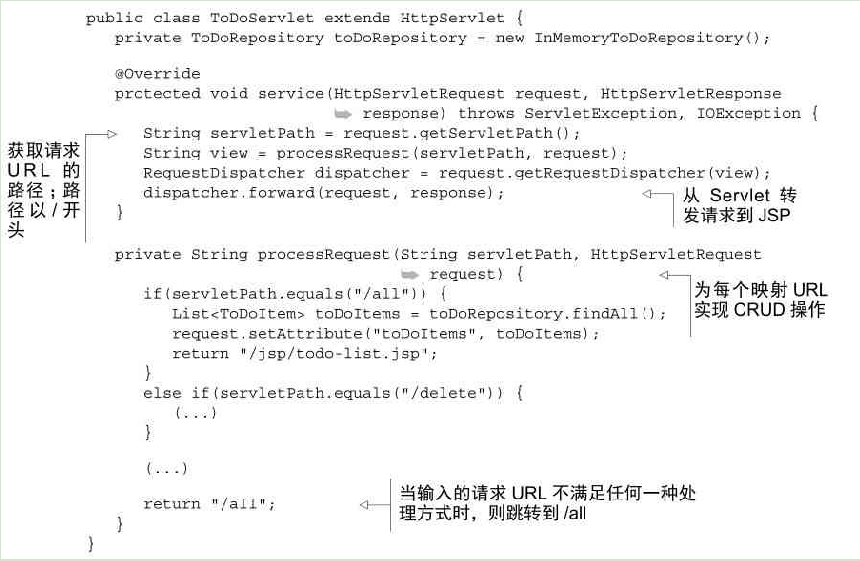 public class ToDoServlet extends HttpServlet {
private ToDoRepository toDoRepository - new InMemoryToDoRepository();
@Override
protected void service(HttpServletRequest request, HttpServletResponse
response) throws ServletException, IOException {
获取请求
URL 的
路径；路
径以/开
头
String servletPath = request.getServletPath();
String view = processRequest(servletPath, request);
RequestDispatcher dispatcher = request.getRequestDispatcher(view);
dispatcher.forward(request, response);
从 Servlet 转
发请求到 JSP
}
private String processRequest(String servletPath, HttpServletRequest
request) {
为每个映射 URL
实现 CRUD 操作
if(servletPath.equals("/all")) {
List<ToDoItem> toDoItems = toDoRepository.findAll();
request.setAttribute("toDoItems", toDoItems);
return "/jsp/todo-list.jsp";
}
else if(servletPath.equals("/delete")) {
(...)
}
(...)
return "/all";
当输入的请求 URL 不满足任何一种处
理方式时，则跳转到 /all
}
}